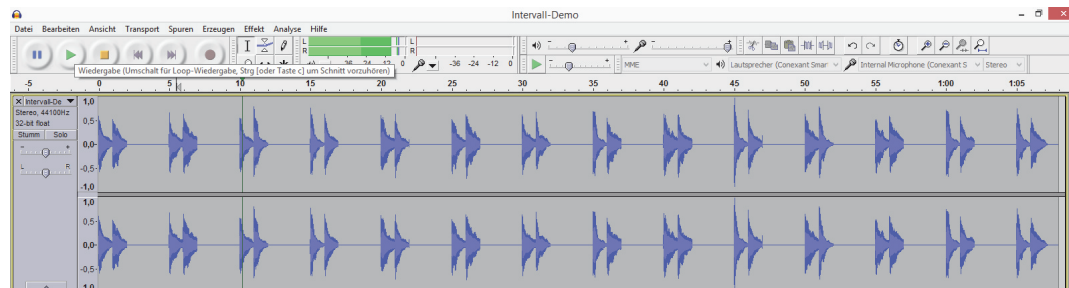 Intervall-Demo
Datei Bearbeiten Ansicht Transport Spuren Erzeugen Effekt Analyse Hilfe
L L
R R
-36 -24 -12 0 -36 -24 -12 0 MME Lautsprecher (Conexant Smar Internal Microphone (Conexant S Stereo
Wiedergabe (Umschalt für Loop-Wiedergabe, Strg [oder Taste c] um Schnitt vorzuhören)
-5 0 5 10 15 20 25 30 35 40 45 50 55 1:00 1:05
Intervall-De
Stereo, 44100Hz
32-bit float
Stumm Solo
- +
L R
1,0
0,5-
0,0-
-0,5-
-1,0
1,0
0,5-
0,0-
-0,5-